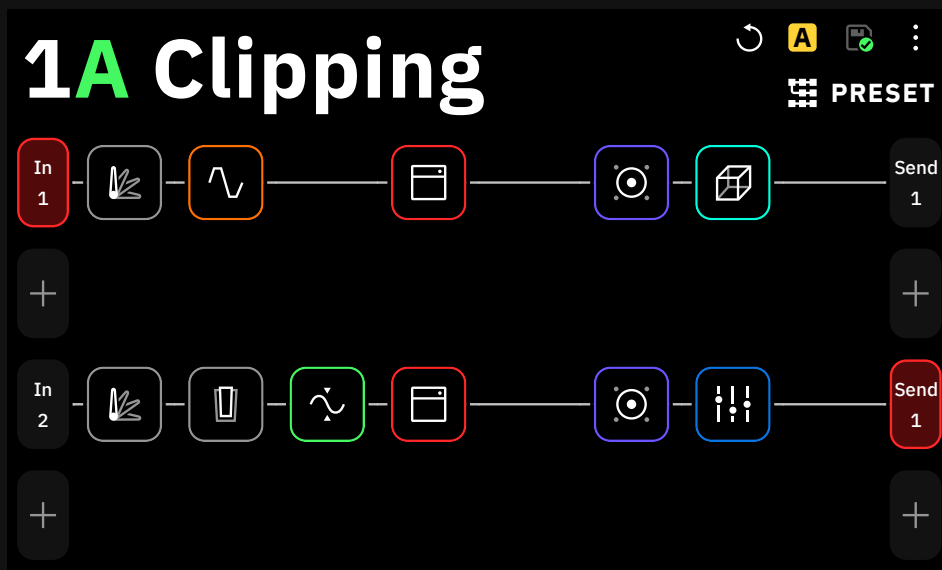 1A Clipping
A
PRESET
In
1
Send
1
In
2
Send
1